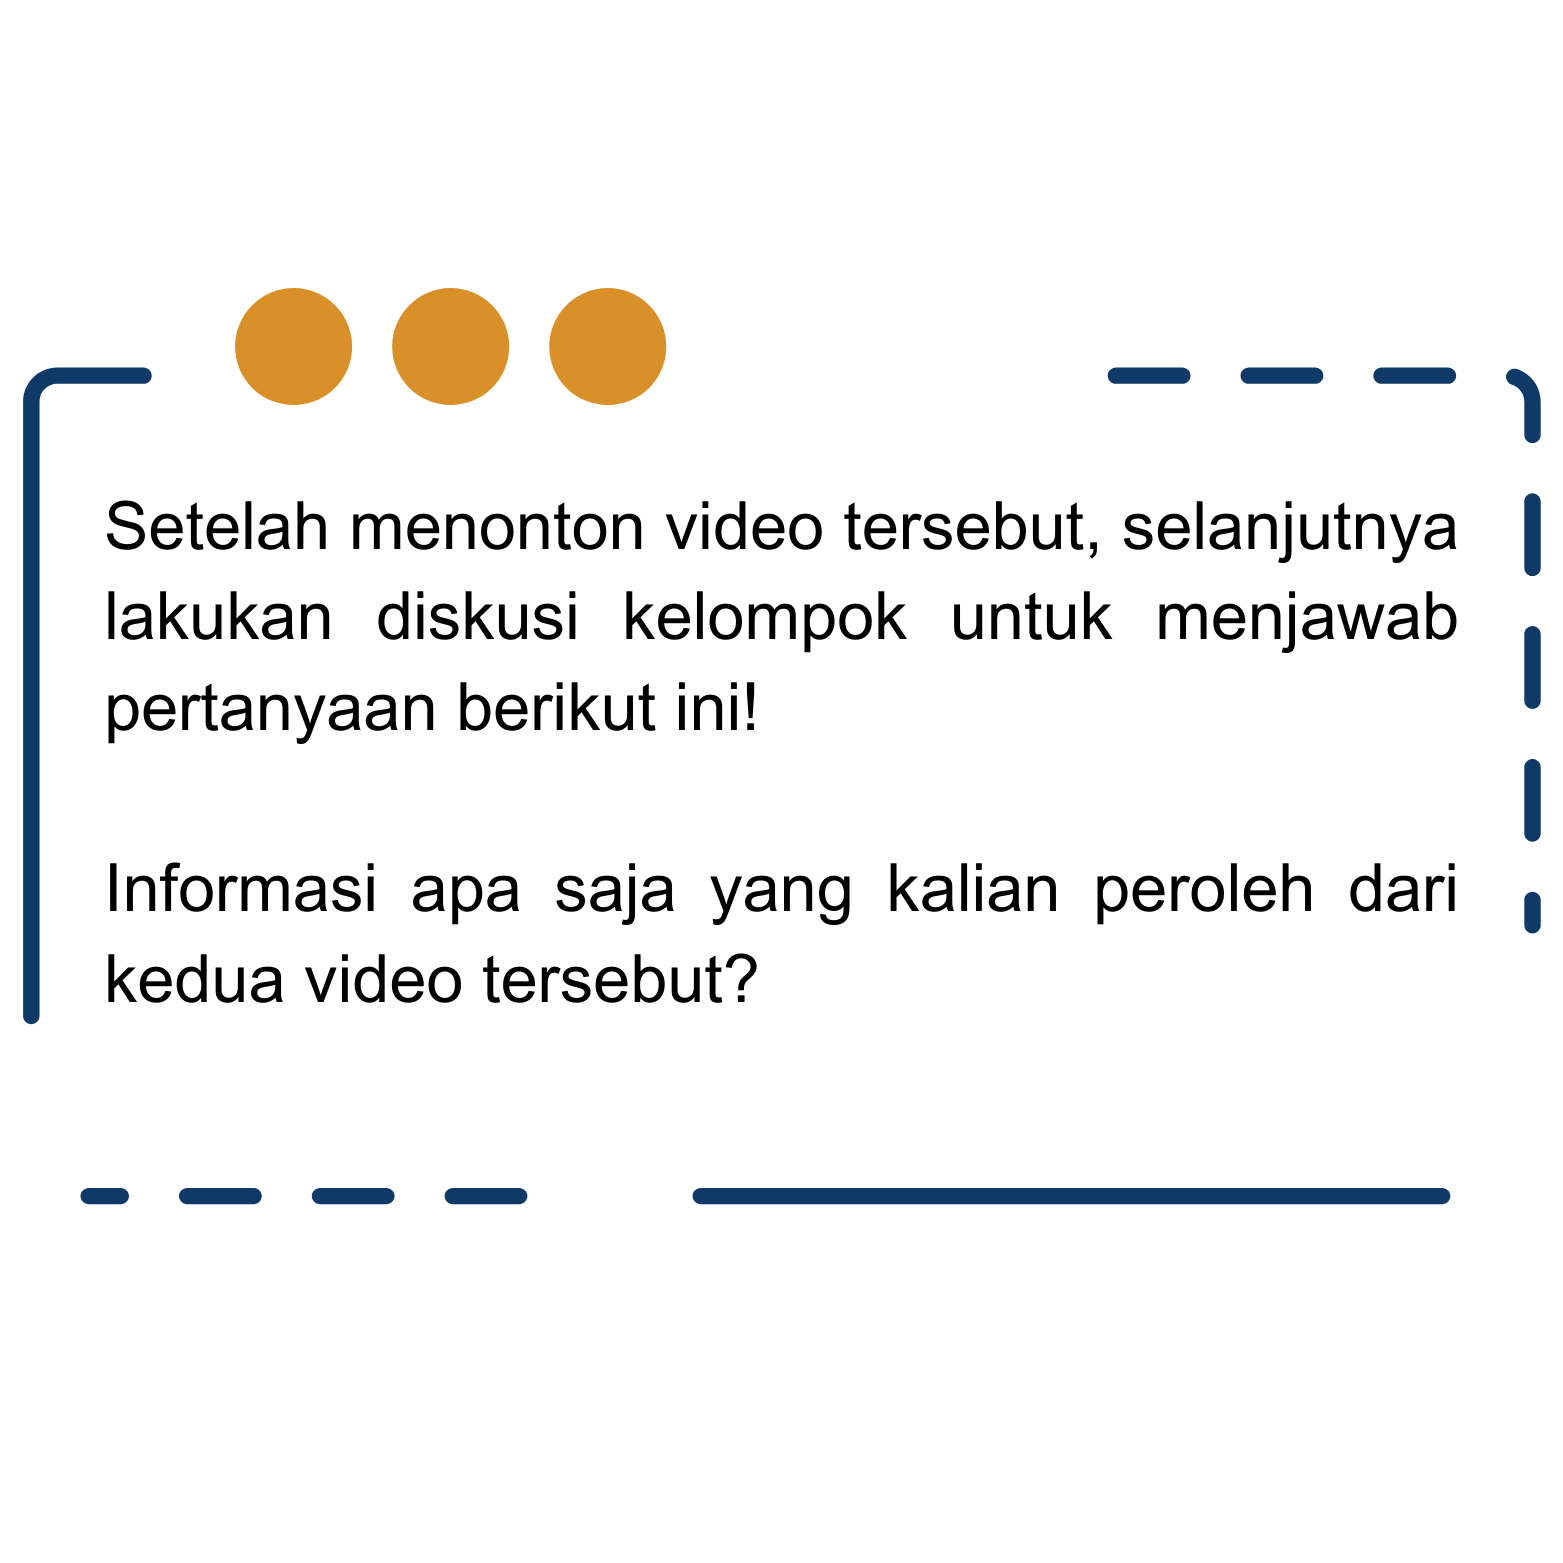 Setelah menonton video tersebut, selanjutnya
lakukan diskusi kelompok untuk menjawab
pertanyaan berikut ini!
Informasi apa saja yang kalian peroleh dari
kedua video tersebut?